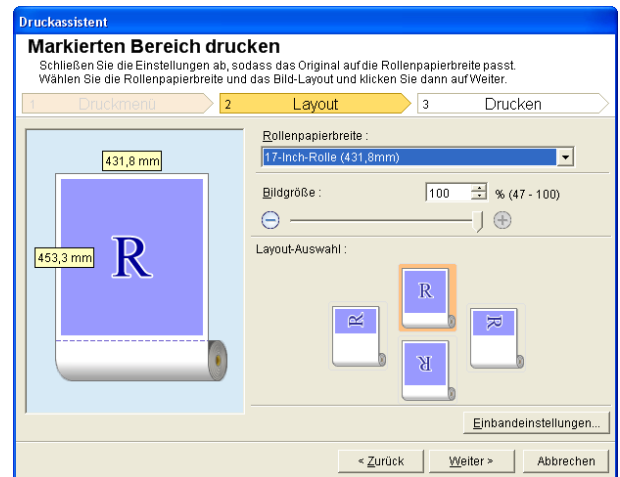 Druckassistent
Markierten Bereich drucken
Schließen Sie die Einstellungen ab, sodass das Original auf die Rollenpapierbreite passt.
Wählen Sie die Rollenpapierbreite und das Bild-Layout und klicken Sie dann auf Weiter.
1 Druckmenü 2 Layout 3 Drucken
Rollenpapierbreite :
17-Inch-Rolle (431,8mm)
431,8 mm
Bildgröße : 100 % (47 - 100)
453,3 mm
R
Layout-Auswahl :
R
R
R
R
Einbandeinstellungen...
< Zurück Weiter > Abbrechen